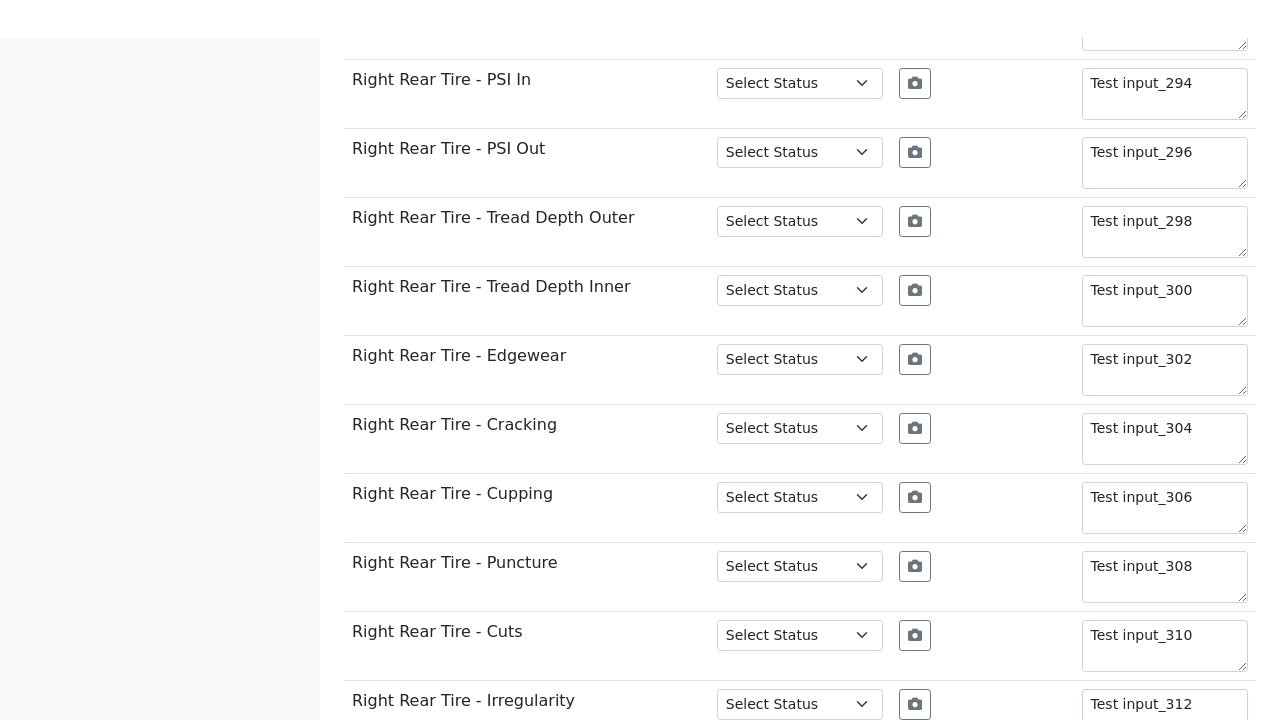 Right Rear Tire - PSI In Select Status Test input_294
Right Rear Tire - PSI Out Select Status Test input_296
Right Rear Tire - Tread Depth Outer Select Status Test input_298
Right Rear Tire - Tread Depth Inner Select Status Test input_300
Right Rear Tire - Edgewear Select Status Test input_302
Right Rear Tire - Cracking Select Status Test input_304
Right Rear Tire - Cupping Select Status Test input_306
Right Rear Tire - Puncture Select Status Test input_308
Right Rear Tire - Cuts Select Status Test input_310
Right Rear Tire - Irregularity Select Status Test input_312